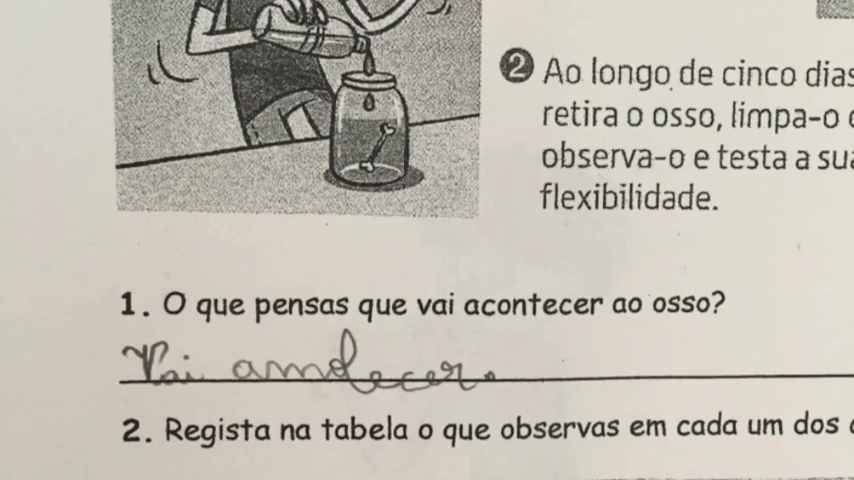 2 Ao longo de cinco dias
retira o osso, limpa-o
observa-o e testa a sua
flexibilidade.
1. O que pensas que vai acontecer ao osso?
Vai amolecer.
2. Regista na tabela o que observas em cada um dos